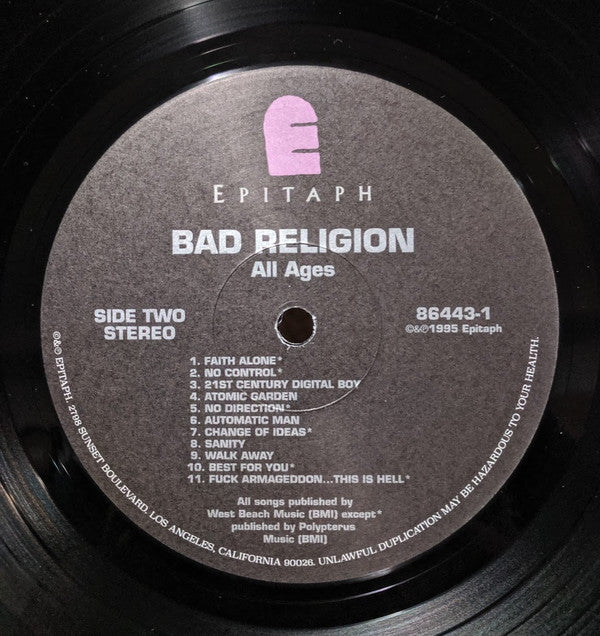 EPITAPH
BAD RELIGION
All Ages
SIDE TWO
STEREO
86443-1
©&℗1995 Epitaph
1. FAITH ALONE*
2. NO CONTROL*
3. 21ST CENTURY DIGITAL BOY
4. ATOMIC GARDEN
5. NO DIRECTION*
6. AUTOMATIC MAN
7. CHANGE OF IDEAS*
8. SANITY
9. WALK AWAY
10. BEST FOR YOU*
11. FUCK ARMAGEDDON...THIS IS HELL*
All songs published by
West Beach Music (BMI) except*
published by Polypterus
Music (BMI)
©&℗ EPITAPH. 2798 SUNSET BOULEVARD. LOS ANGELES, CALIFORNIA 90026. UNLAWFUL DUPLICATION MAY BE HAZARDOUS TO YOUR HEALTH.